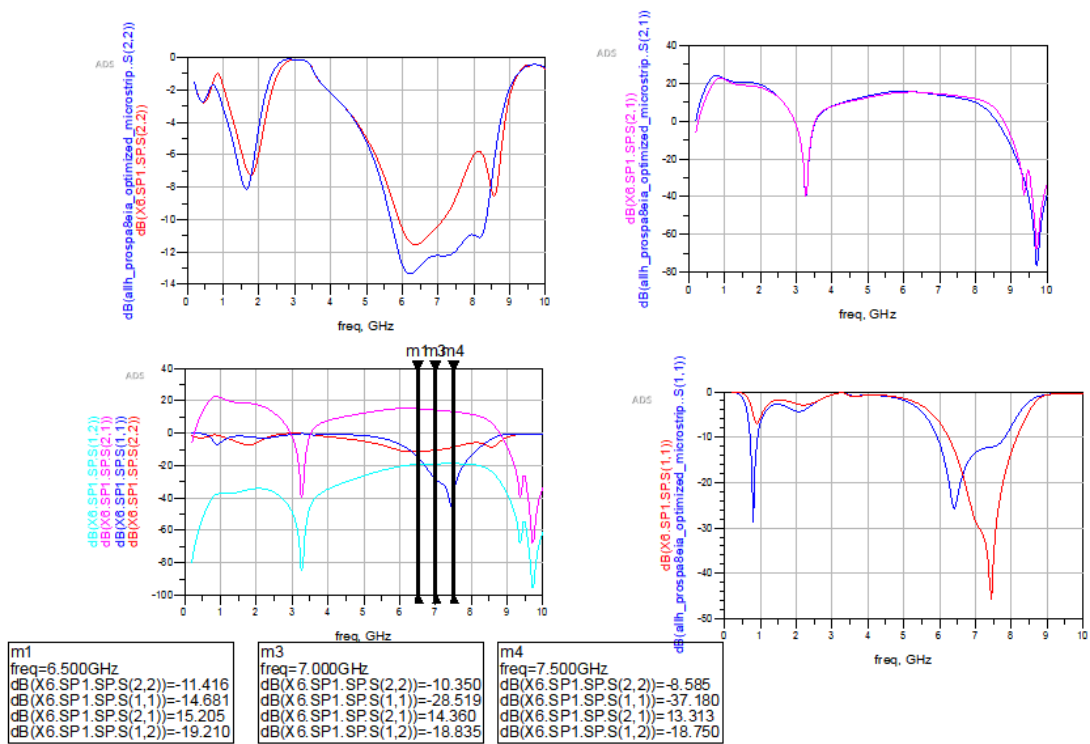 ADS
dB(allh_prospa8eia_optimized_microstrip..S(2,2))
dB(X6.SP1.SP.S(2,2))
0
-2
-4
-6
-8
-10
-12
-14
0 1 2 3 4 5 6 7 8 9 10
freq, GHz
ADS
dB(allh_prospa8eia_optimized_microstrip..S(2,1))
dB(X6.SP1.SP.S(2,1))
40
20
0
-20
-40
-60
-80
0 1 2 3 4 5 6 7 8 9 10
freq, GHz
m1 m3 m4
ADS
dB(X6.SP1.SP.S(1,2))
dB(X6.SP1.SP.S(2,1))
dB(X6.SP1.SP.S(1,1))
dB(X6.SP1.SP.S(2,2))
40
20
0
-20
-40
-60
-80
-100
0 1 2 3 4 5 6 7 8 9 10
freq, GHz
ADS
dB(X6.SP1.SP.S(1,1))
dB(allh_prospa8eia_optimized_microstrip..S(1,1))
0
-10
-20
-30
-40
-50
0 1 2 3 4 5 6 7 8 9 10
freq, GHz
m1
freq=6.500GHz
dB(X6.SP1.SP.S(2,2))=-11.416
dB(X6.SP1.SP.S(1,1))=-14.681
dB(X6.SP1.SP.S(2,1))=15.205
dB(X6.SP1.SP.S(1,2))=-19.210
m3
freq=7.000GHz
dB(X6.SP1.SP.S(2,2))=-10.350
dB(X6.SP1.SP.S(1,1))=-28.519
dB(X6.SP1.SP.S(2,1))=14.360
dB(X6.SP1.SP.S(1,2))=-18.835
m4
freq=7.500GHz
dB(X6.SP1.SP.S(2,2))=-8.585
dB(X6.SP1.SP.S(1,1))=-37.180
dB(X6.SP1.SP.S(2,1))=13.313
dB(X6.SP1.SP.S(1,2))=-18.750